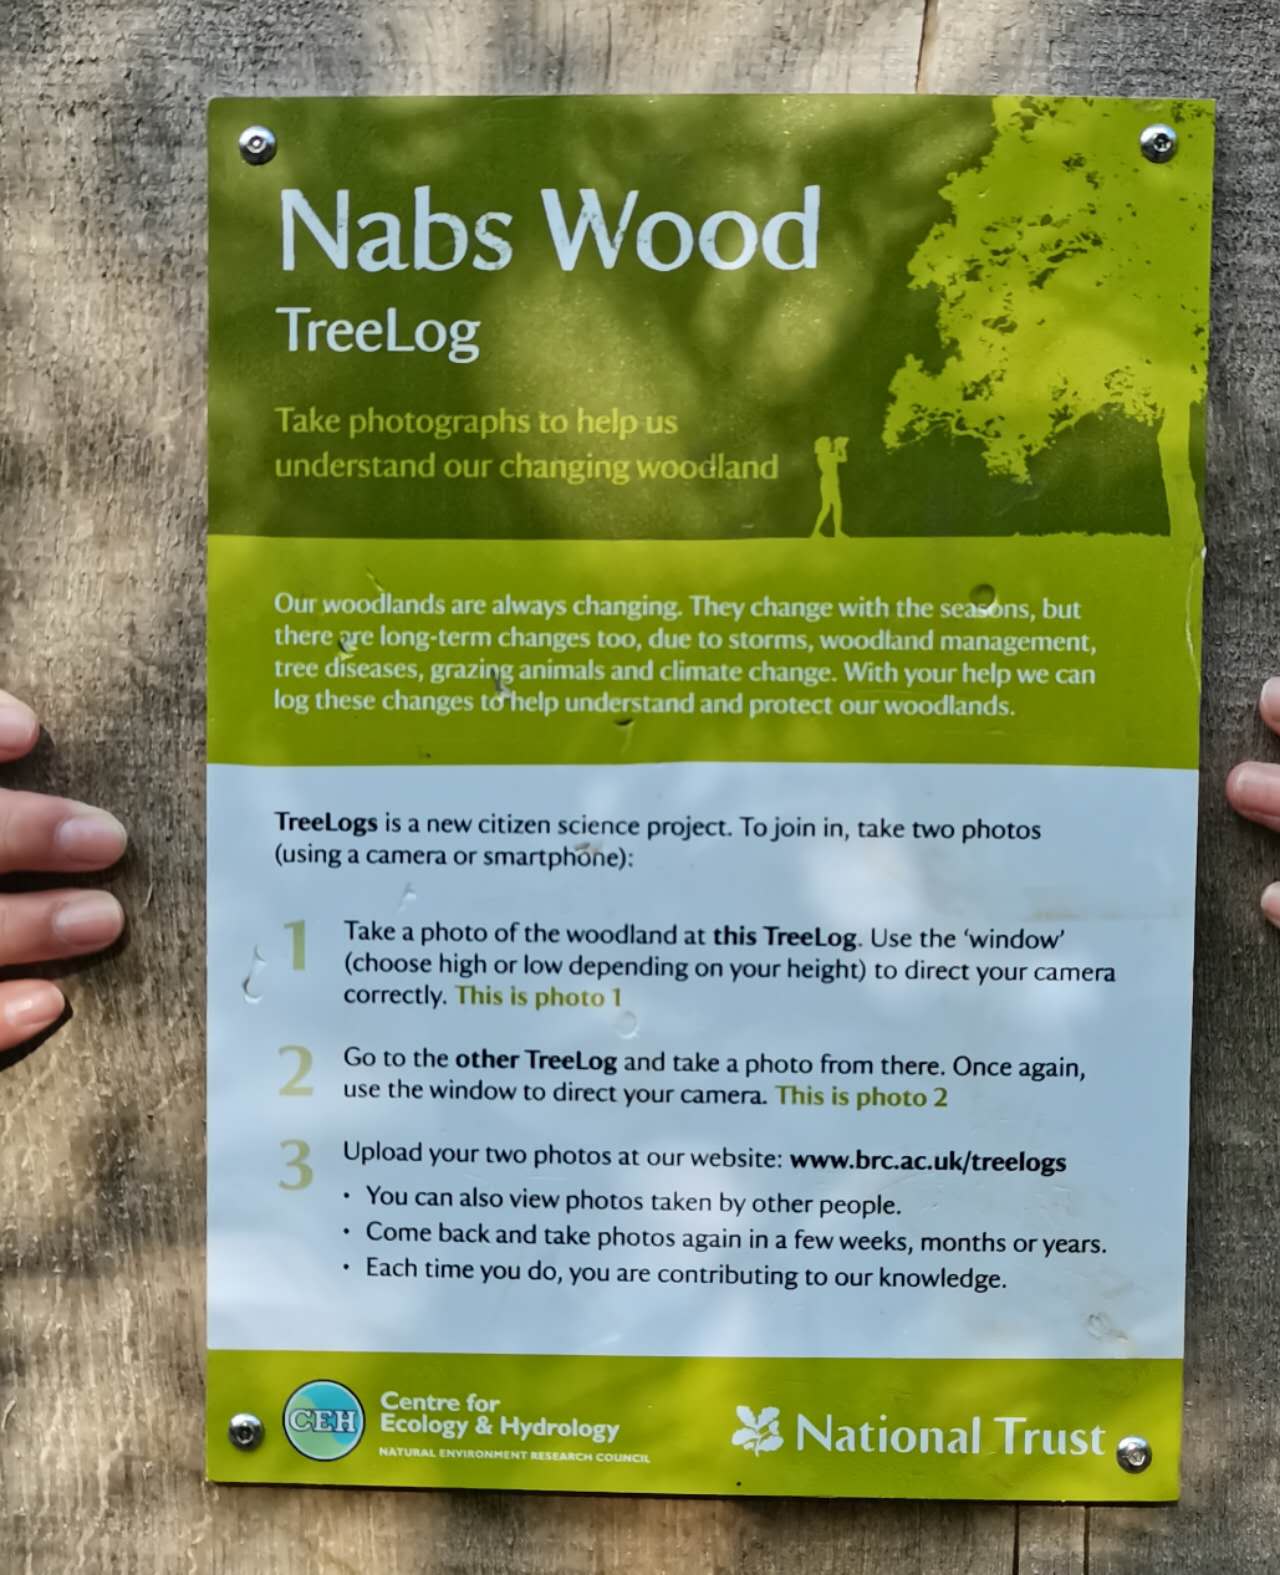 Nabs Wood
TreeLog
Take photographs to help us
understand our changing woodland
Our woodlands are always changing. They change with the seasons, but
there are long-term changes too, due to storms, woodland management,
tree diseases, grazing animals and climate change. With your help we can
log these changes to help understand and protect our woodlands.
TreeLogs is a new citizen science project. To join in, take two photos
(using a camera or smartphone):
1 Take a photo of the woodland at this TreeLog. Use the ‘window’
(choose high or low depending on your height) to direct your camera
correctly. This is photo 1
2 Go to the other TreeLog and take a photo from there. Once again,
use the window to direct your camera. This is photo 2
3 Upload your two photos at our website: www.brc.ac.uk/treelogs
• You can also view photos taken by other people.
• Come back and take photos again in a few weeks, months or years.
• Each time you do, you are contributing to our knowledge.
CEH
Centre for
Ecology & Hydrology
NATURAL ENVIRONMENT RESEARCH COUNCIL
National Trust